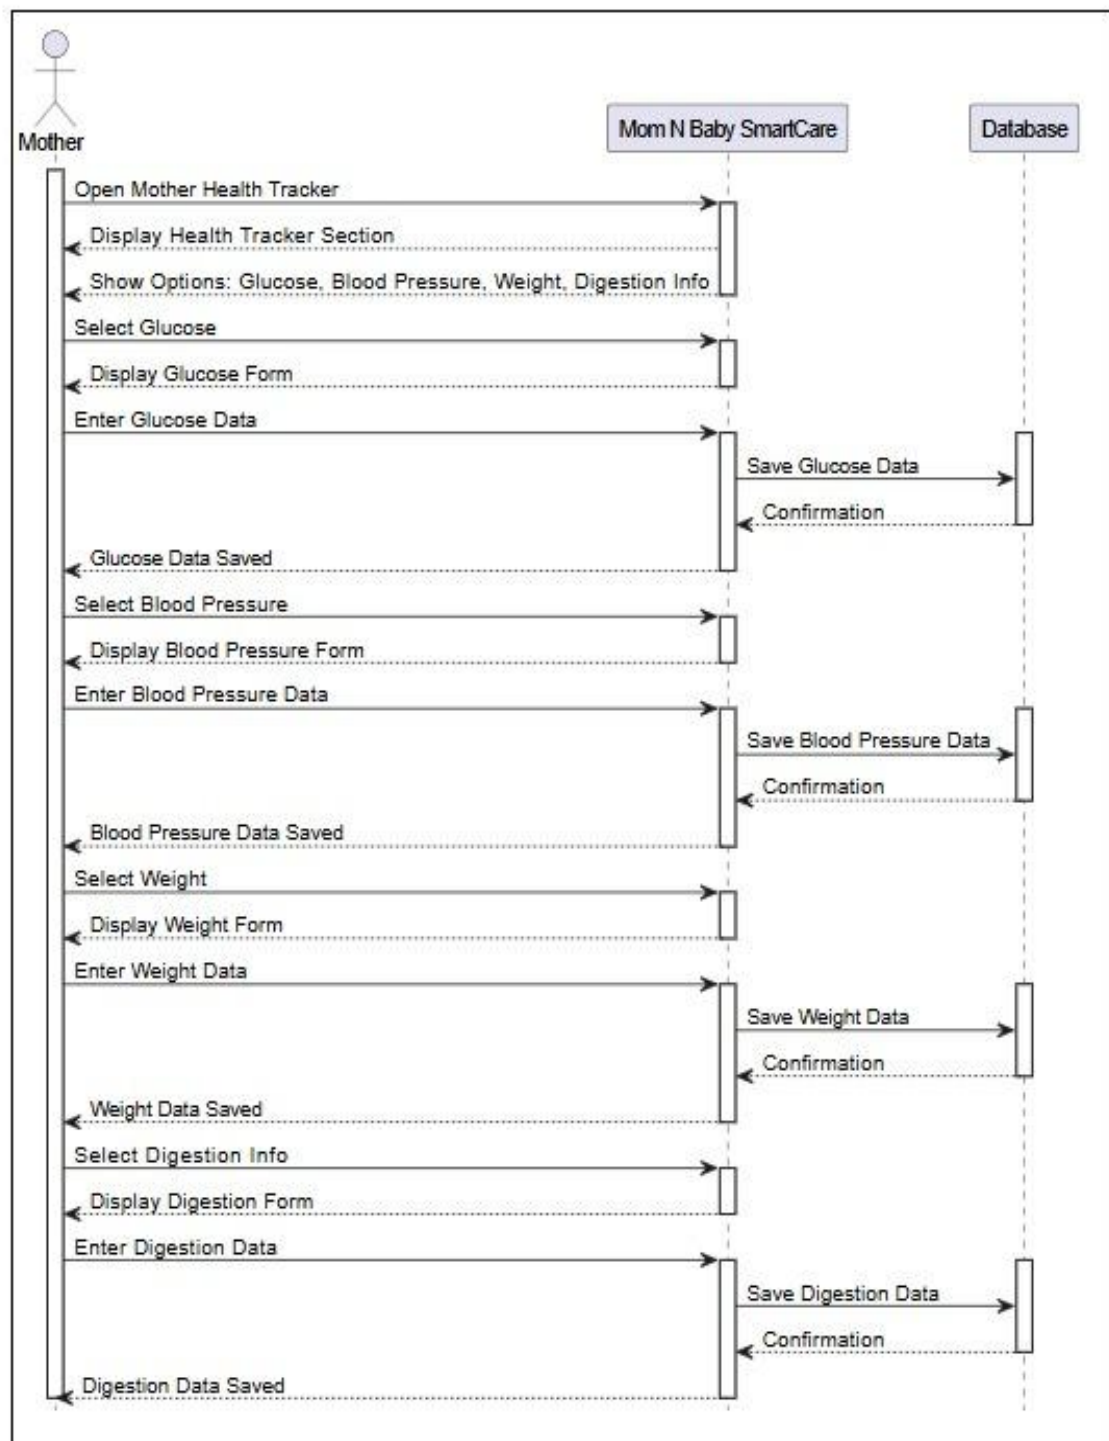 Mother
Mom N Baby SmartCare
Database
Open Mother Health Tracker
Display Health Tracker Section
Show Options: Glucose, Blood Pressure, Weight, Digestion Info
Select Glucose
Display Glucose Form
Enter Glucose Data
Save Glucose Data
Confirmation
Glucose Data Saved
Select Blood Pressure
Display Blood Pressure Form
Enter Blood Pressure Data
Save Blood Pressure Data
Confirmation
Blood Pressure Data Saved
Select Weight
Display Weight Form
Enter Weight Data
Save Weight Data
Confirmation
Weight Data Saved
Select Digestion Info
Display Digestion Form
Enter Digestion Data
Save Digestion Data
Confirmation
Digestion Data Saved